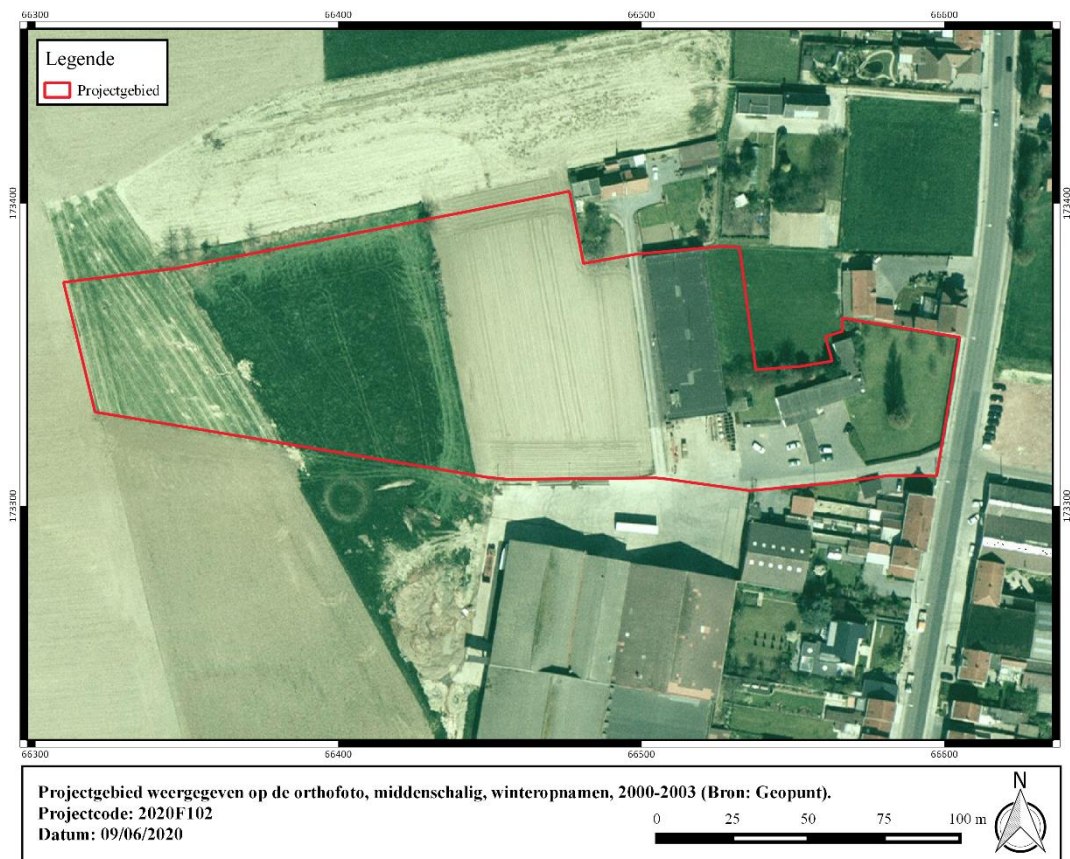 66300 66400 66500 66600
Legende
Projectgebied
173400 173400
173300 173300
66300 66400 66500 66600
Projectgebied weergegeven op de orthofoto, middenschalig, winteropnamen, 2000-2003 (Bron: Geopunt).
Projectcode: 2020F102
Datum: 09/06/2020
0 25 50 75 100 m
N